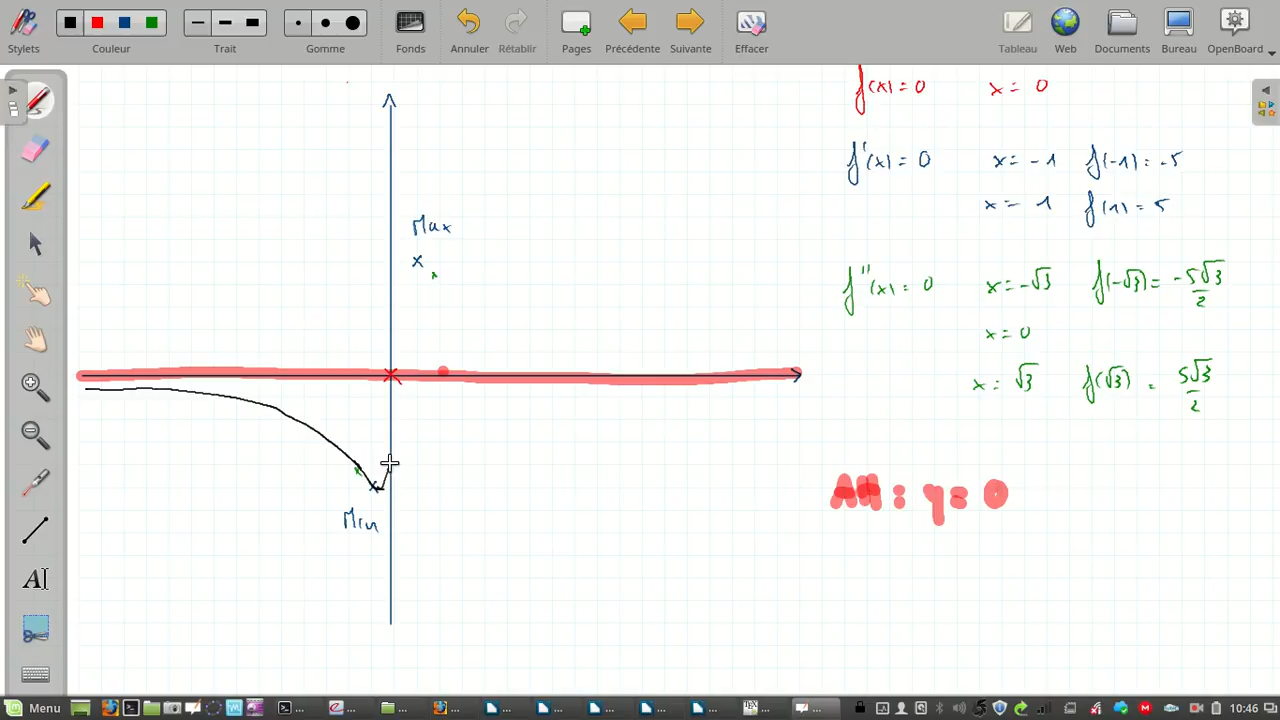 Stylets Couleur Trait Gomme Fonds Annuler Rétablir Pages Précédente Suivante Effacer Tableau Web Documents Bureau OpenBoard
f(x) = 0 x = 0
f'(x) = 0 x = -1 f(-1) = -5
x = 1 f(1) = 5
Max
f''(x) = 0 x = -√3 f(-√3) = -5√3/2
x = 0
x = √3 f(√3) = 5√3/2
AH : y = 0
Min
A
Menu 10:46